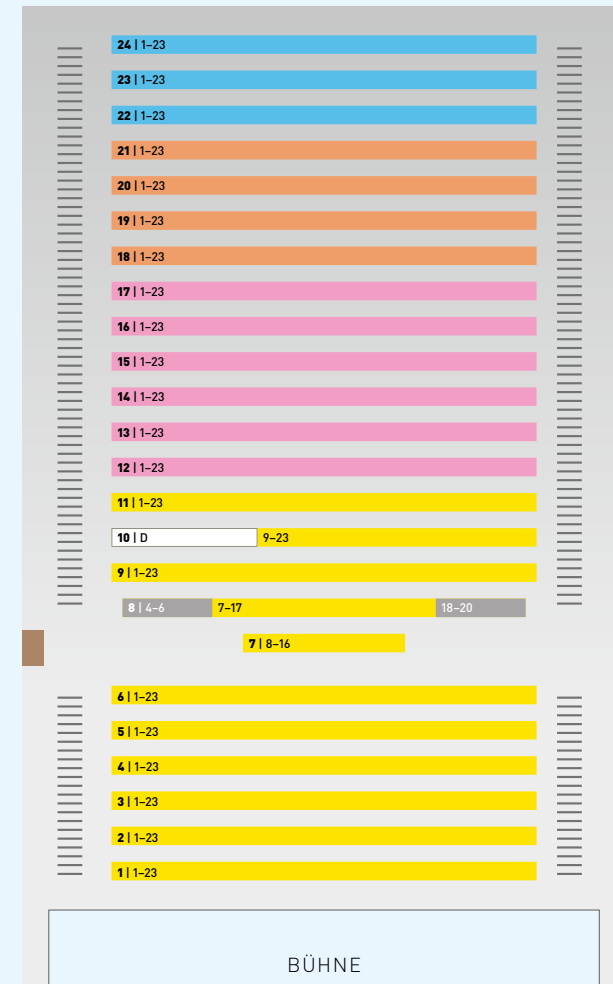 24 | 1–23
23 | 1–23
22 | 1–23
21 | 1–23
20 | 1–23
19 | 1–23
18 | 1–23
17 | 1–23
16 | 1–23
15 | 1–23
14 | 1–23
13 | 1–23
12 | 1–23
11 | 1–23
10 | D 9–23
9 | 1–23
8 | 4–6 7–17 18–20
7 | 8–16
6 | 1–23
5 | 1–23
4 | 1–23
3 | 1–23
2 | 1–23
1 | 1–23
BÜHNE